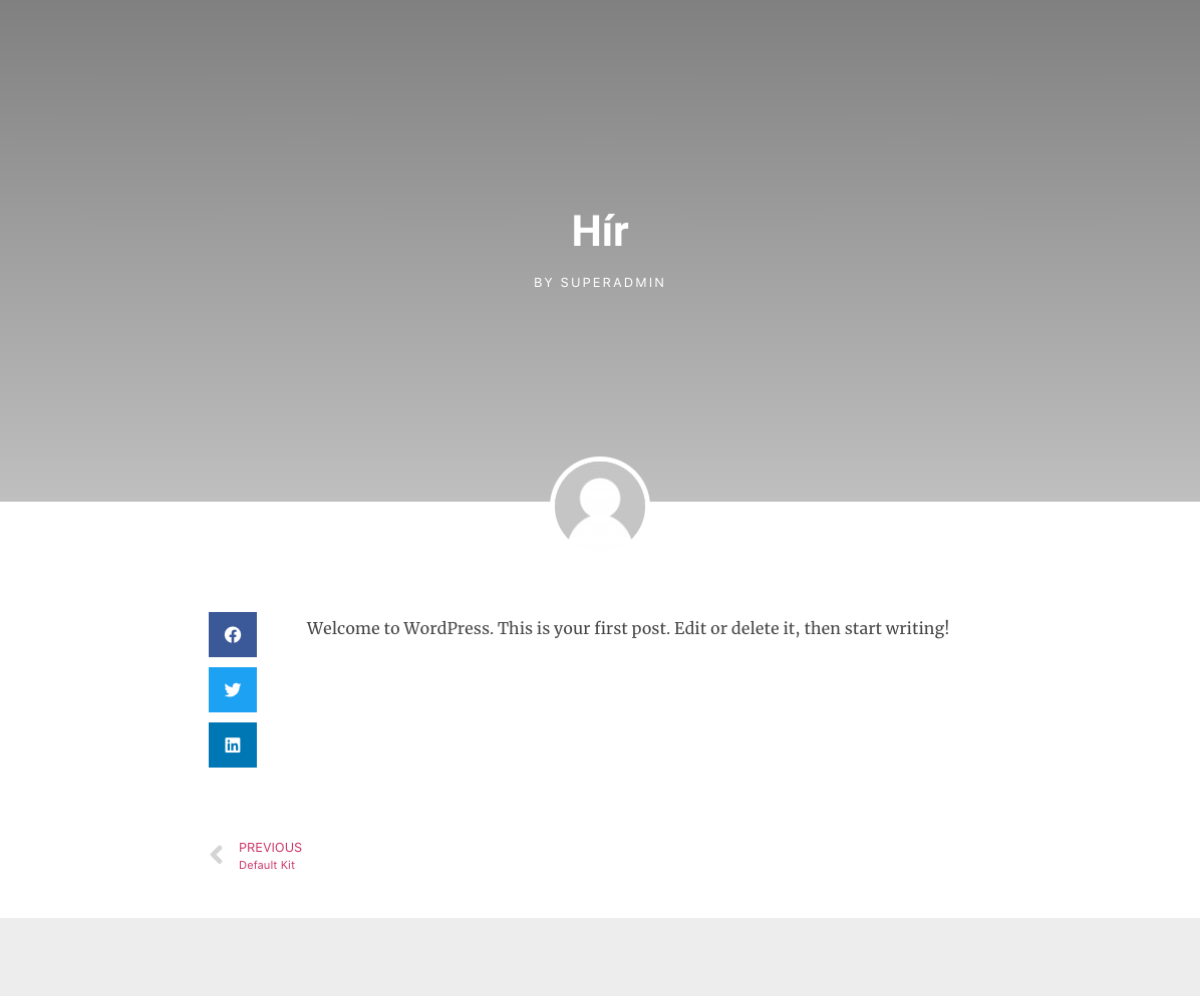 Hír
BY SUPERADMIN
Welcome to WordPress. This is your first post. Edit or delete it, then start writing!
PREVIOUS
Default Kit